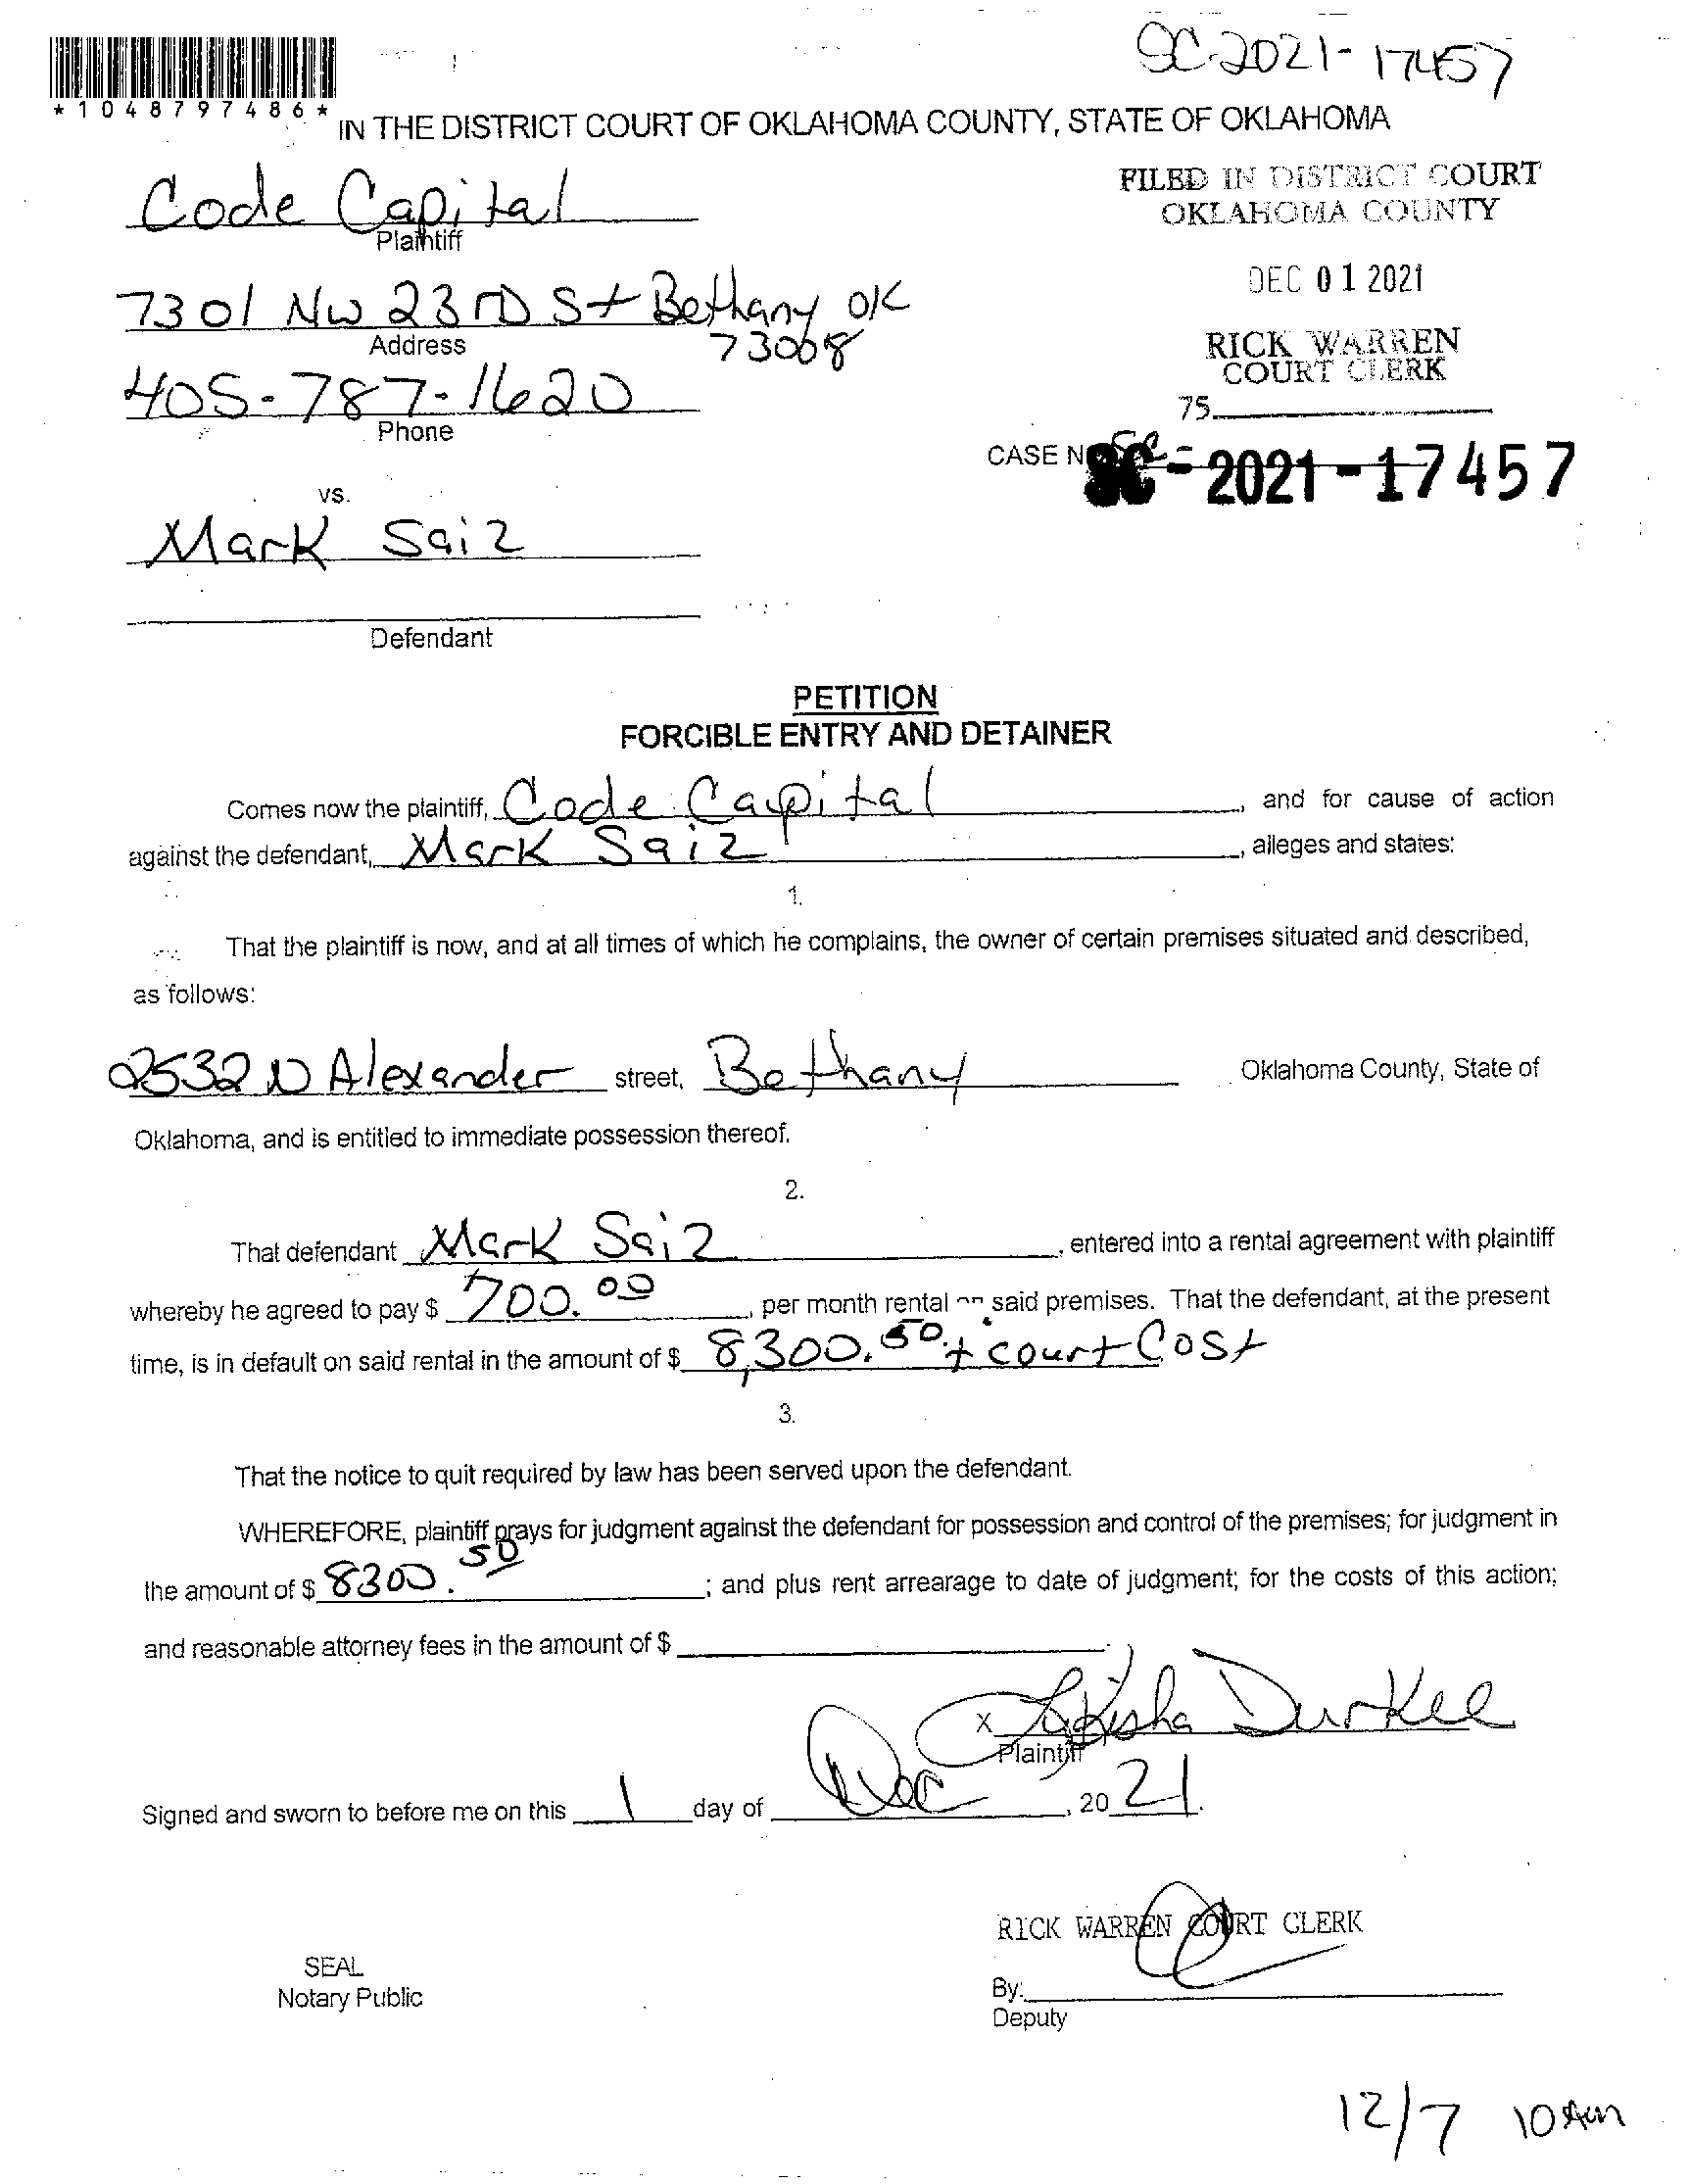 SC-2021-17457
*1048797486*
IN THE DISTRICT COURT OF OKLAHOMA COUNTY, STATE OF OKLAHOMA
Code Capital
Plaintiff
FILED IN DISTRICT COURT
OKLAHOMA COUNTY
DEC 01 2021
RICK WARREN
COURT CLERK
75
7301 NW 23RD St Bethany OK
Address
73008
405-787-1620
Phone
CASE N SC-2021-17457
vs.
Mark Saiz
Defendant
PETITION
FORCIBLE ENTRY AND DETAINER
Comes now the plaintiff, Code Capital, and for cause of action
against the defendant, Mark Saiz, alleges and states:
1.
That the plaintiff is now, and at all times of which he complains, the owner of certain premises situated and described,
as follows:
2532 N Alexander street, Bethany Oklahoma County, State of
Oklahoma, and is entitled to immediate possession thereof.
2.
That defendant Mark Saiz, entered into a rental agreement with plaintiff
whereby he agreed to pay $ 700.00, per month rental on said premises. That the defendant, at the present
time, is in default on said rental in the amount of $ 8,300.50 + court Cost
3.
That the notice to quit required by law has been served upon the defendant.
WHEREFORE, plaintiff prays for judgment against the defendant for possession and control of the premises; for judgment in
the amount of $ 8300.50; and plus rent arrearage to date of judgment; for the costs of this action;
and reasonable attorney fees in the amount of $
X Lakisha Durkee
Plaintiff
Signed and sworn to before me on this 1 day of Dec, 2021.
RICK WARREN COURT CLERK
SEAL
Notary Public
By:
Deputy
12/7 10 Am